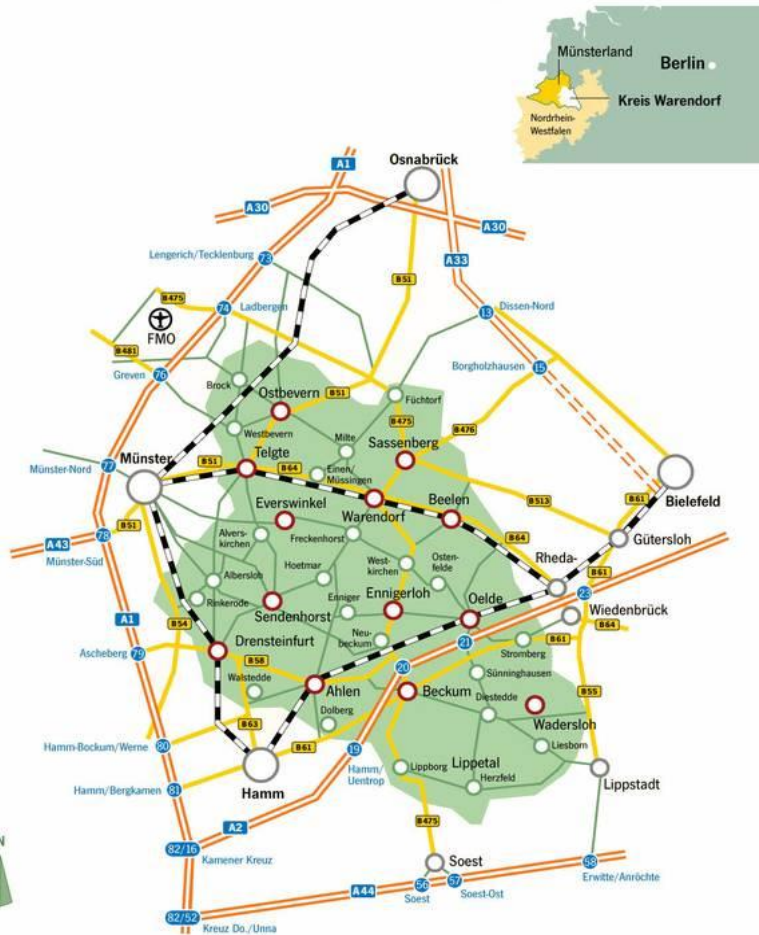 Münsterland
Berlin
Kreis Warendorf
Nordrhein-
Westfalen
Osnabrück
A1
A30
A30
A33
Lengerich/Tecklenburg
73
B51
B475
74
Ladbergen
13
Dissen-Nord
FMO
B481
Greven
76
Borgholzhausen
15
Brock
Ostbevern
B51
Füchtorf
B475
B476
Westbevern
Milte
Sassenberg
Münster
Telgte
B51
B64
Einen/
Müssingen
Münster-Nord
77
B513
B61
Bielefeld
Everswinkel
Warendorf
Beelen
B51
78
A43
Münster-Süd
Alvers-
kirchen
Freckenhorst
B64
Gütersloh
Rheda-
West-
kirchen
Osten-
felde
Hoetmar
Albersloh
B61
23
Rinkerode
Enniger
Ennigerloh
Oelde
Wiedenbrück
A1
Sendenhorst
B54
B64
Neu-
beckum
21
B61
Stromberg
Drensteinfurt
Ascheberg
79
B58
20
Sünninghausen
Walstedde
Ahlen
Beckum
B55
Diestedde
Wadersloh
Dolberg
B63
B61
Hamm-Bockum/Werne
80
19
Hamm/
Uentrop
Liesborn
Lippborg
Lippetal
Herzfeld
Lippstadt
Hamm/Bergkamen
81
Hamm
B475
A2
N
82/16
Kamener Kreuz
Soest
58
Erwitte/Anröchte
56
57
Soest
Soest-Ost
A44
82/52
Kreuz Do./Unna